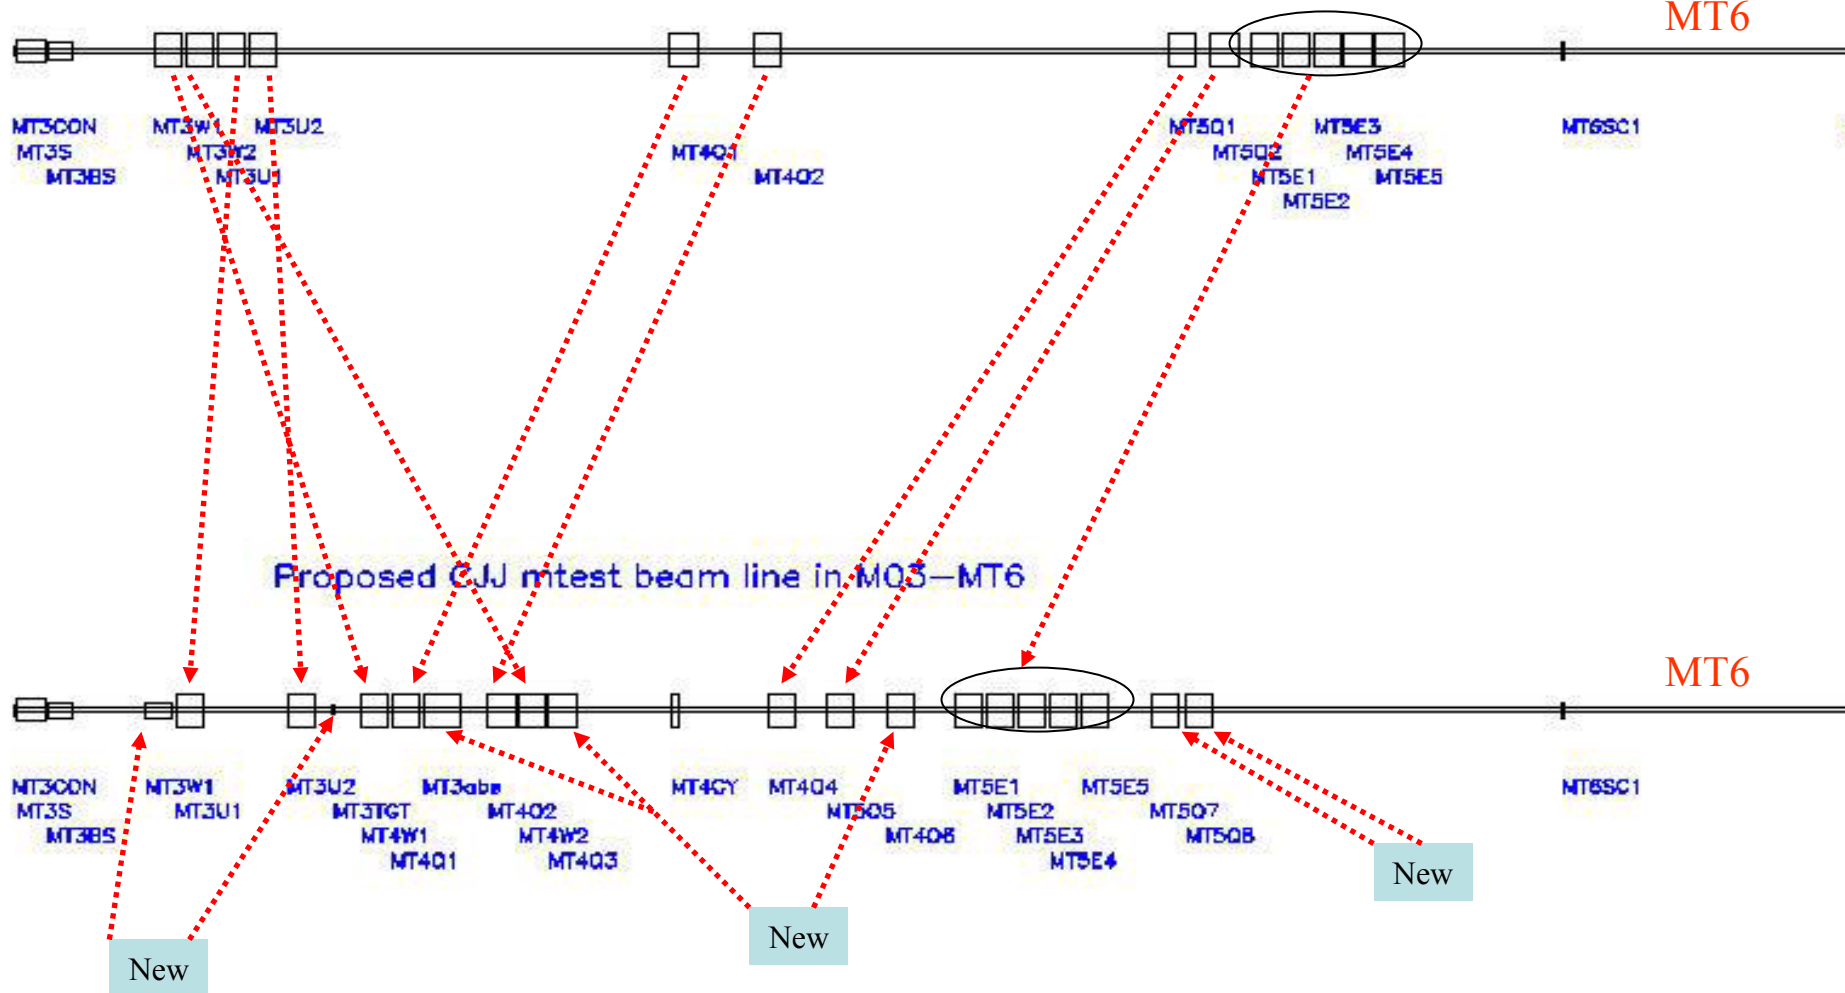 MT6
MT3CON MT3W1 MT3U2 MT5Q1 MT5E3 MT6SC1
MT3S MT3W2 MT4Q1 MT5Q2 MT5E4
MT3BS MT3U1 MT4Q2 MT5E1 MT5E5
MT5E2
Proposed CJJ mtest beam line in MQ3-MT6
MT6
MT3CON MT3W1 MT3U2 MT3abs MT4CY MT4Q4 MT5E1 MT5E5 MT6SC1
MT3S MT3U1 MT3TGT MT4Q2 MT5Q5 MT5E2 MT5Q7
MT3BS MT4W1 MT4W2 MT4Q6 MT5E3 MT5Q8
MT4Q1 MT4Q3 MT5E4
New
New
New